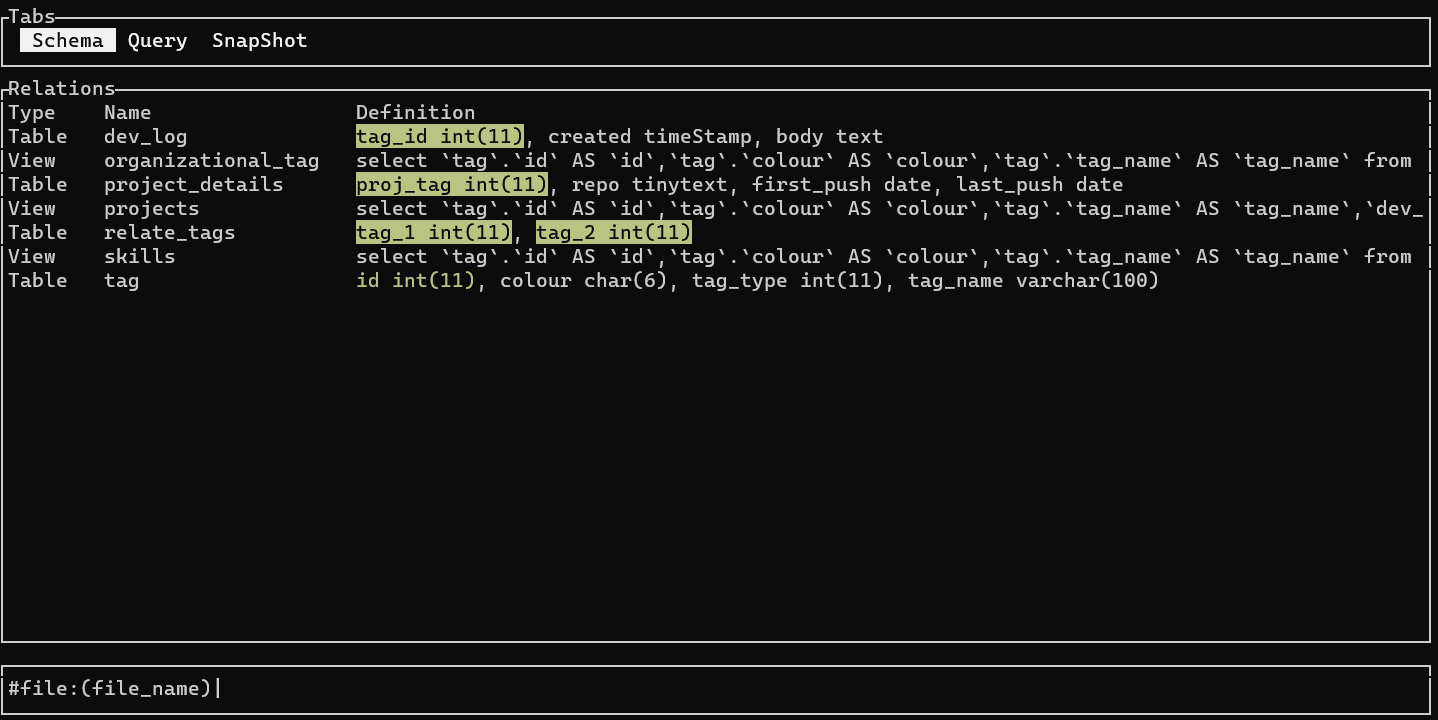 Tabs
Schema Query SnapShot
Relations
Type Name Definition
Table dev_log tag_id int(11), created timeStamp, body text
View organizational_tag select `tag`.`id` AS `id`,`tag`.`colour` AS `colour`,`tag`.`tag_name` AS `tag_name` from
Table project_details proj_tag int(11), repo tinytext, first_push date, last_push date
View projects select `tag`.`id` AS `id`,`tag`.`colour` AS `colour`,`tag`.`tag_name` AS `tag_name`,`dev_
Table relate_tags tag_1 int(11), tag_2 int(11)
View skills select `tag`.`id` AS `id`,`tag`.`colour` AS `colour`,`tag`.`tag_name` AS `tag_name` from
Table tag id int(11), colour char(6), tag_type int(11), tag_name varchar(100)
#file:(file_name)